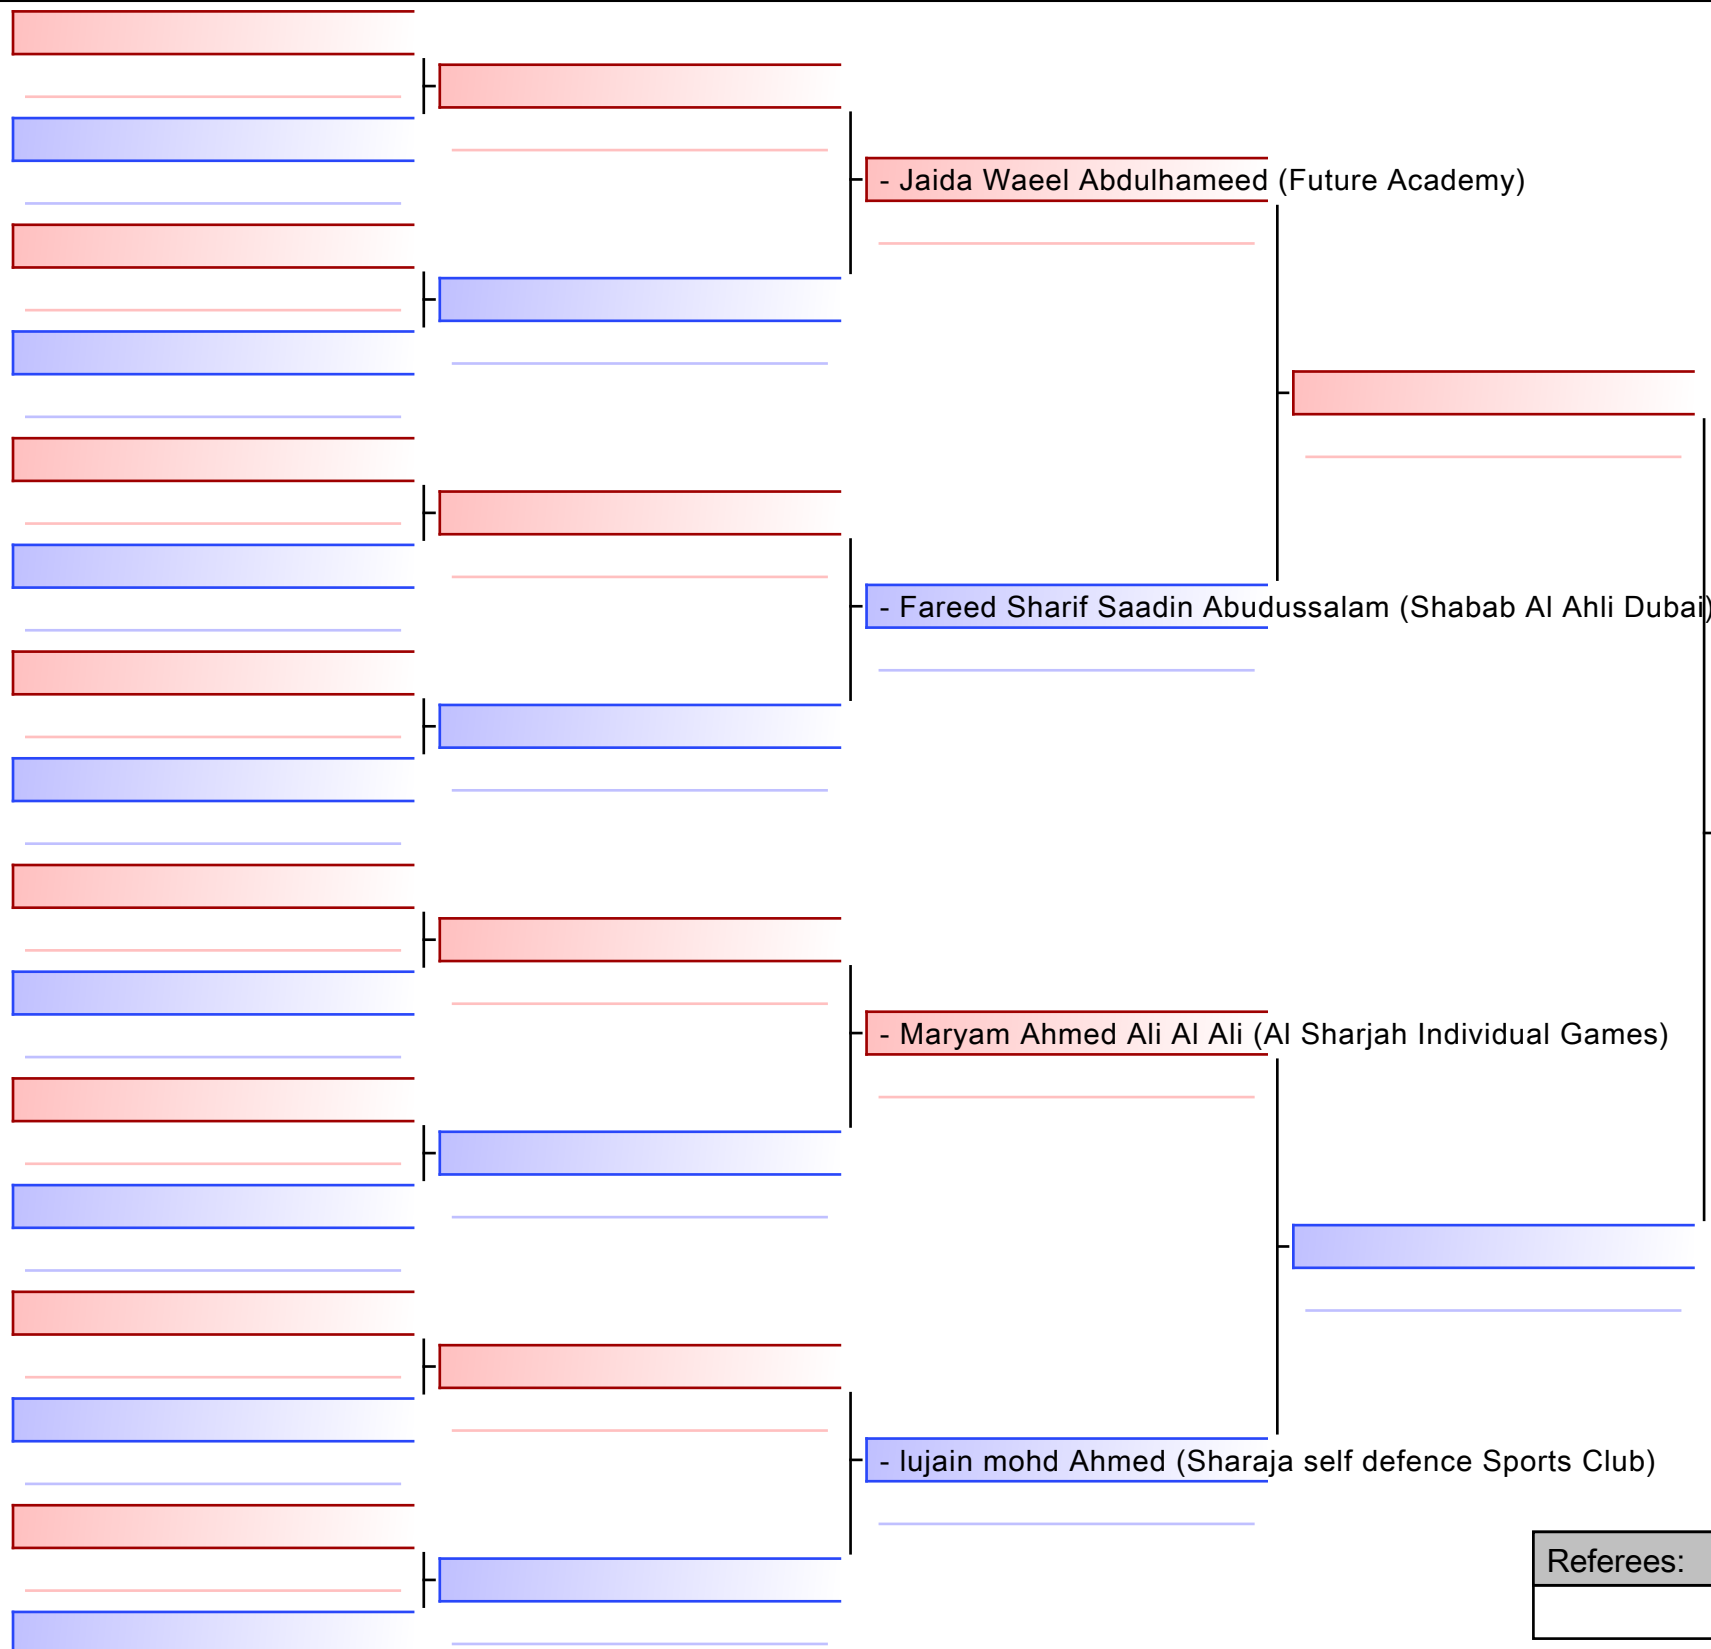 - Jaida Waeel Abdulhameed (Future Academy)
- Fareed Sharif Saadin Abudussalam (Shabab Al Ahli Dubai)
- Maryam Ahmed Ali Al Ali (Al Sharjah Individual Games)
- lujain mohd Ahmed (Sharaja self defence Sports Club)
Referees: